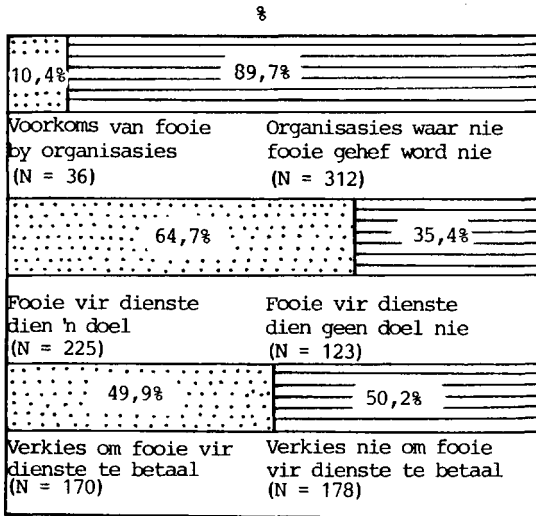 %
10,4% 89,7%
Voorkoms van fooie by organisasies (N = 36)
Organisasies waar nie fooie gehef word nie (N = 312)
64,7% 35,4%
Fooie vir dienste dien 'n doel (N = 225)
Fooie vir dienste dien geen doel nie (N = 123)
49,9% 50,2%
Verkies om fooie vir dienste te betaal (N = 170)
Verkies nie om fooie vir dienste te betaal (N = 178)